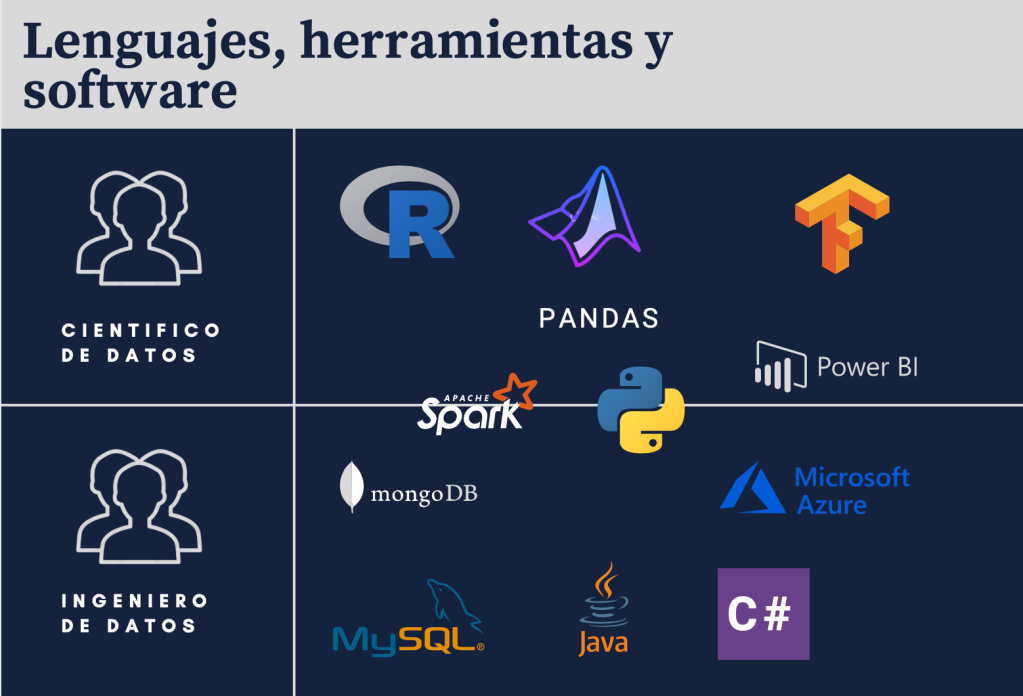 Lenguajes, herramientas y
software
R
CIENTIFICO
DE DATOS
PANDAS
Power BI
APACHE
Spark
mongoDB
Microsoft
Azure
INGENIERO
DE DATOS
MySQL®
Java
C#